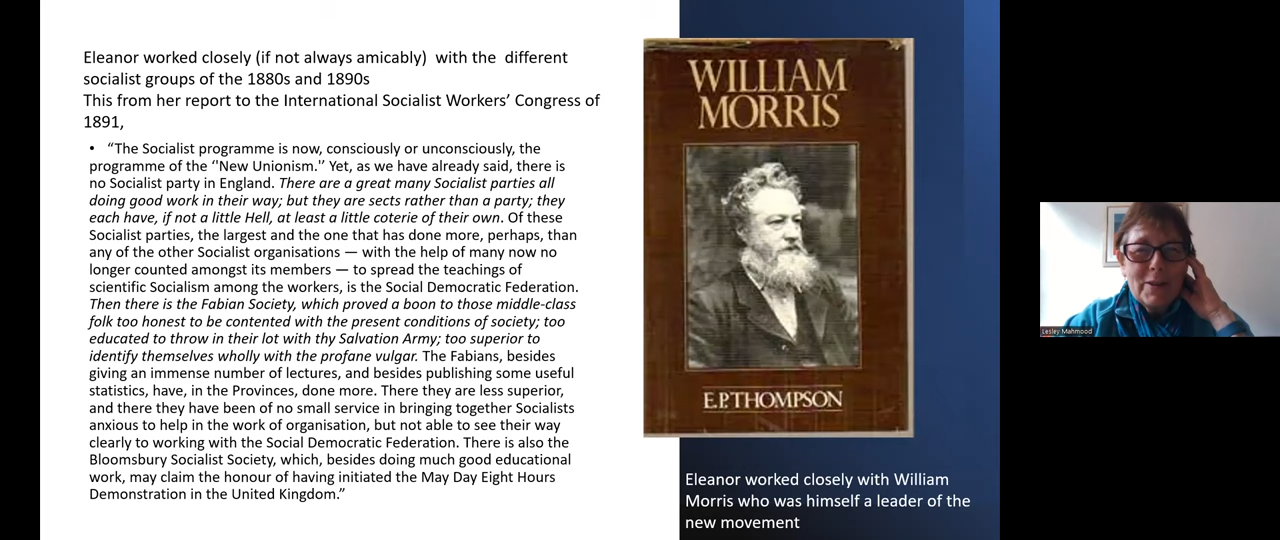 Eleanor worked closely (if not always amicably)  with the  different
socialist groups of the 1880s and 1890s
This from her report to the International Socialist Workers’ Congress of
1891,
• “The Socialist programme is now, consciously or unconsciously, the
programme of the ‘'New Unionism.'’ Yet, as we have already said, there is
no Socialist party in England. There are a great many Socialist parties all
doing good work in their way; but they are sects rather than a party; they
each have, if not a little Hell, at least a little coterie of their own. Of these
Socialist parties, the largest and the one that has done more, perhaps, than
any of the other Socialist organisations — with the help of many now no
longer counted amongst its members — to spread the teachings of
scientific Socialism among the workers, is the Social Democratic Federation.
Then there is the Fabian Society, which proved a boon to those middle-class
folk too honest to be contented with the present conditions of society; too
educated to throw in their lot with thy Salvation Army; too superior to
identify themselves wholly with the profane vulgar. The Fabians, besides
giving an immense number of lectures, and besides publishing some useful
statistics, have, in the Provinces, done more. There they are less superior,
and there they have been of no small service in bringing together Socialists
anxious to help in the work of organisation, but not able to see their way
clearly to working with the Social Democratic Federation. There is also the
Bloomsbury Socialist Society, which, besides doing much good educational
work, may claim the honour of having initiated the May Day Eight Hours
Demonstration in the United Kingdom.”
WILLIAM
MORRIS
E.P.THOMPSON
Eleanor worked closely with William
Morris who was himself a leader of the
new movement
Lesley Mahmood